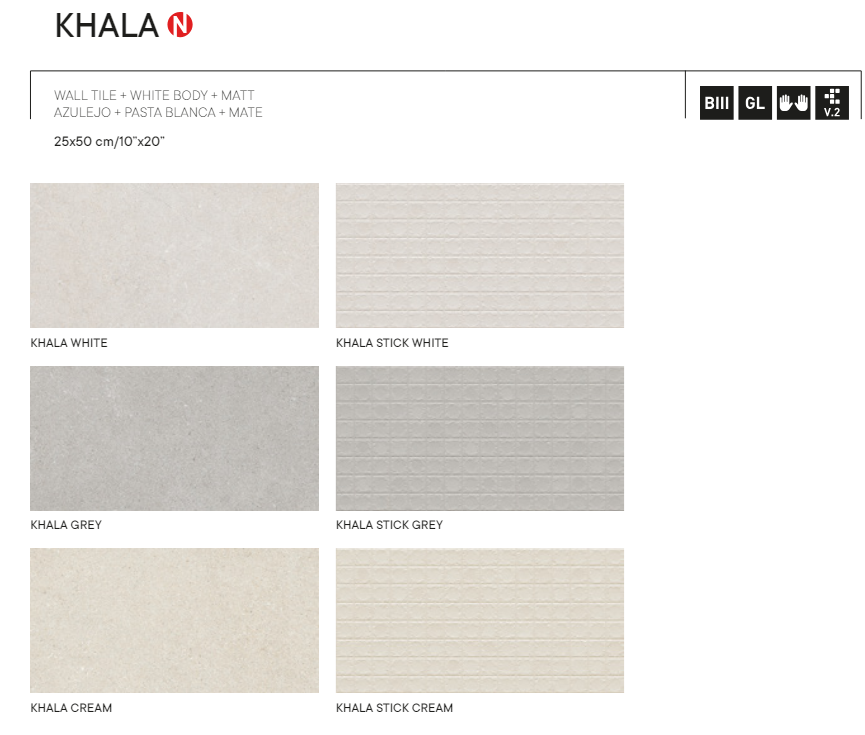 KHALA N
WALL TILE + WHITE BODY + MATT
AZULEJO + PASTA BLANCA + MATE
BIII GL V.2
25x50 cm/10"x20"
KHALA WHITE
KHALA STICK WHITE
KHALA GREY
KHALA STICK GREY
KHALA CREAM
KHALA STICK CREAM